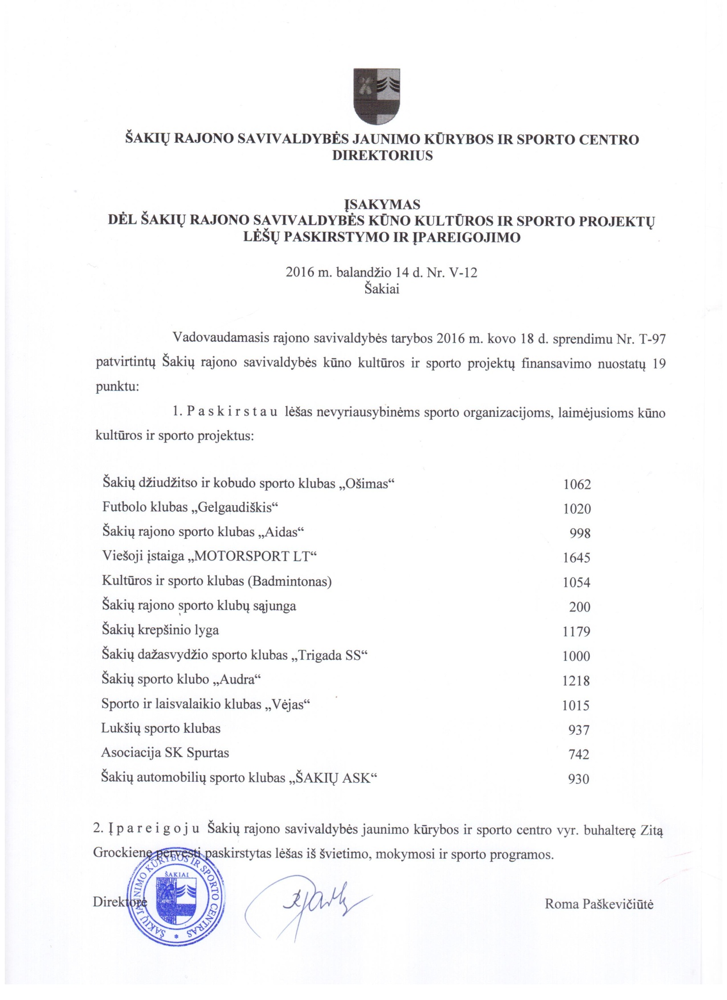 ŠAKIŲ RAJONO SAVIVALDYBĖS JAUNIMO KŪRYBOS IR SPORTO CENTRO
DIREKTORIUS
ĮSAKYMAS
DĖL ŠAKIŲ RAJONO SAVIVALDYBĖS KŪNO KULTŪROS IR SPORTO PROJEKTŲ
LĖŠŲ PASKIRSTYMO IR ĮPAREIGOJIMO
2016 m. balandžio 14 d. Nr. V-12
Šakiai
Vadovaudamasis rajono savivaldybės tarybos 2016 m. kovo 18 d. sprendimu Nr. T-97
patvirtintų Šakių rajono savivaldybės kūno kultūros ir sporto projektų finansavimo nuostatų 19
punktu:
1. P a s k i r s t a u lėšas nevyriausybinėms sporto organizacijoms, laimėjusioms kūno
kultūros ir sporto projektus:
Šakių džiudžitso ir kobudo sporto klubas „Ošimas“ 1062
Futbolo klubas „Gelgaudiškis“ 1020
Šakių rajono sporto klubas „Aidas“ 998
Viešoji įstaiga „MOTORSPORT LT“ 1645
Kultūros ir sporto klubas (Badmintonas) 1054
Šakių rajono sporto klubų sąjunga 200
Šakių krepšinio lyga 1179
Šakių dažasvydžio sporto klubas „Trigada SS“ 1000
Šakių sporto klubo „Audra“ 1218
Sporto ir laisvalaikio klubas „Vėjas“ 1015
Lukšių sporto klubas 937
Asociacija SK Spurtas 742
Šakių automobilių sporto klubas „ŠAKIŲ ASK“ 930
2. Į p a r e i g o j u Šakių rajono savivaldybės jaunimo kūrybos ir sporto centro vyr. buhalterę Zitą
Grockienę pervesti paskirstytas lėšas iš švietimo, mokymosi ir sporto programos.
ŠAKIŲ JAUNIMO KŪRYBOS IR SPORTO CENTRAS *
ŠAKIAI
Direktorė Roma Paškevičiūtė